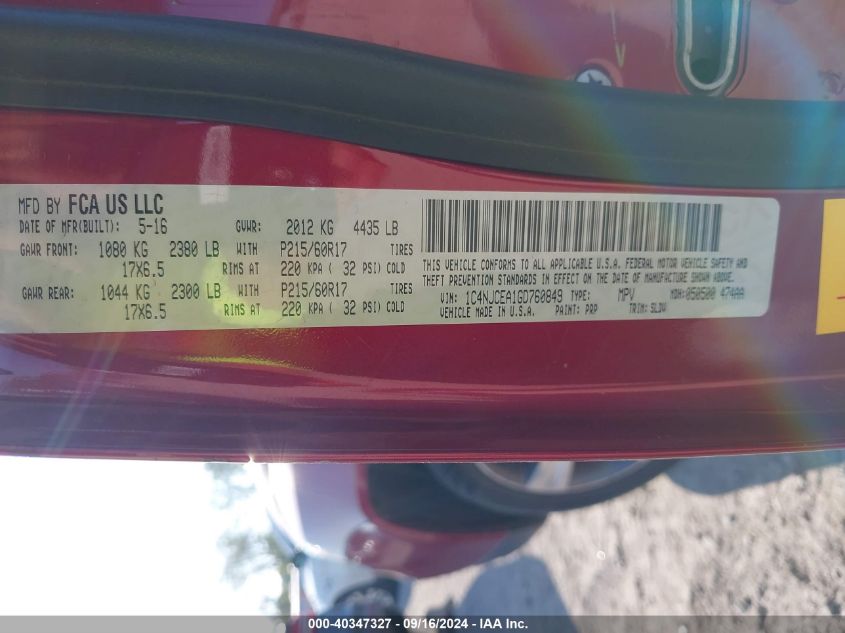 MFD BY FCA US LLC
DATE OF MFR(BUILT): 5-16 GVWR: 2012 KG 4435 LB
GAWR FRONT: 1080 KG 2380 LB WITH P215/60R17 TIRES
17X6.5 RIMS AT 220 KPA ( 32 PSI) COLD
GAWR REAR: 1044 KG 2300 LB WITH P215/60R17 TIRES
17X6.5 RIMS AT 220 KPA ( 32 PSI) COLD
THIS VEHICLE CONFORMS TO ALL APPLICABLE U.S.A. FEDERAL MOTOR VEHICLE SAFETY AND
THEFT PREVENTION STANDARDS IN EFFECT ON THE DATE OF MANUFACTURE SHOWN ABOVE.
VIN: 1C4NJCEA1GD760849 TYPE: MPV MDH: 050500 474AA
VEHICLE MADE IN U.S.A. PAINT: PRP TRIM:
000-40347327 - 09/16/2024 - IAA Inc.